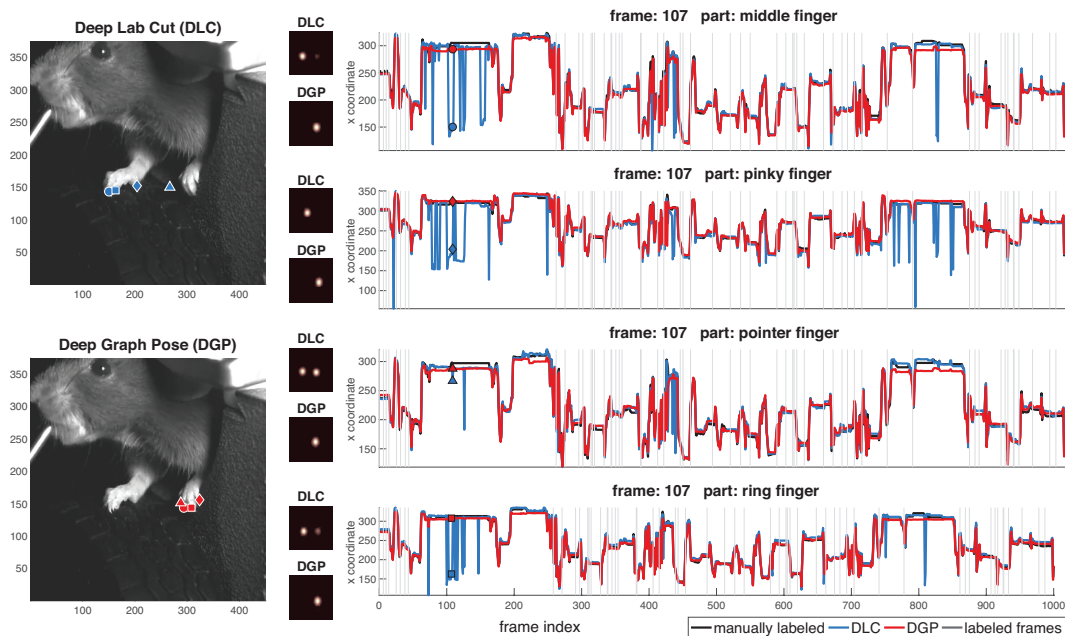 Deep Lab Cut (DLC)
350
300
250
200
150
100
50
100 200 300 400
Deep Graph Pose (DGP)
350
300
250
200
150
100
50
100 200 300 400
frame: 107 part: middle finger
DLC
DGP
x coordinate
300
250
200
150
frame: 107 part: pinky finger
DLC
DGP
x coordinate
350
300
250
200
150
100
frame: 107 part: pointer finger
DLC
DGP
x coordinate
300
250
200
150
frame: 107 part: ring finger
DLC
DGP
x coordinate
300
250
200
150
0 100 200 300 400 500 600 700 800 900 1000
frame index
manually labeled DLC DGP labeled frames